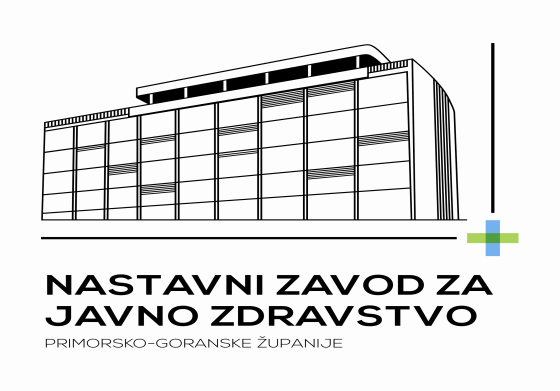 NASTAVNI ZAVOD ZA
JAVNO ZDRAVSTVO
PRIMORSKO-GORANSKE ŽUPANIJE